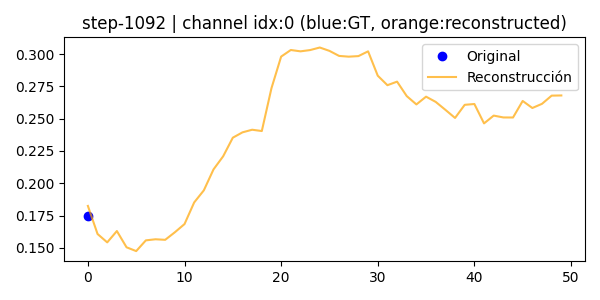 step-1092 | channel idx:0 (blue:GT, orange:reconstructed)
Original
Reconstrucción
0.300
0.275
0.250
0.225
0.200
0.175
0.150
0 10 20 30 40 50